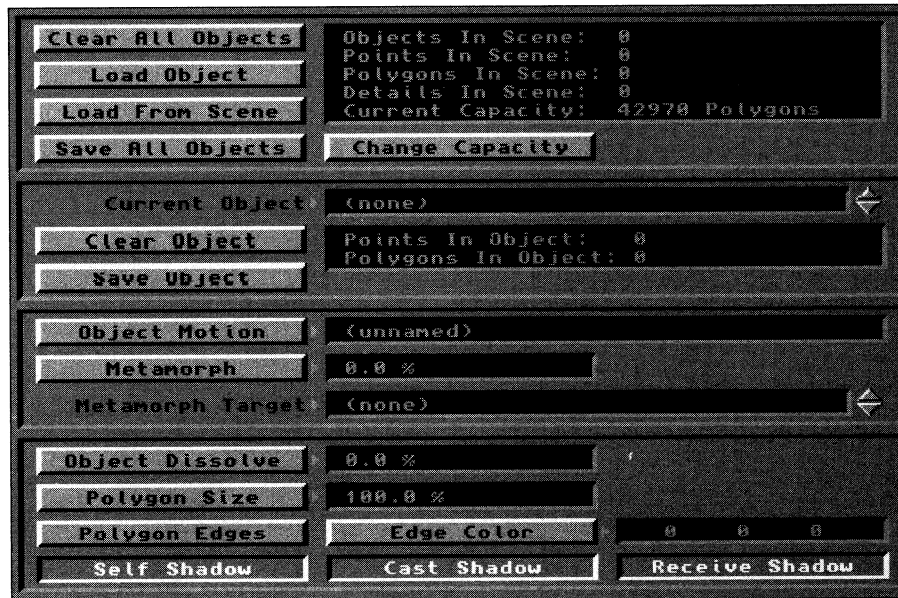 Clear All Objects
Objects In Scene: 0
Points In Scene: 0
Load Object
Polygons In Scene: 0
Details In Scene: 0
Load From Scene
Current Capacity: 42970 Polygons
Save All Objects
Change Capacity
Current Object (none)
Clear Object
Points In Object: 0
Polygons In Object: 0
Save Object
Object Motion (unnamed)
Metamorph 0.0 %
Metamorph Target (none)
Object Dissolve 0.0 %
Polygon Size 100.0 %
Polygon Edges Edge Color 0 0 0
Self Shadow Cast Shadow Receive Shadow